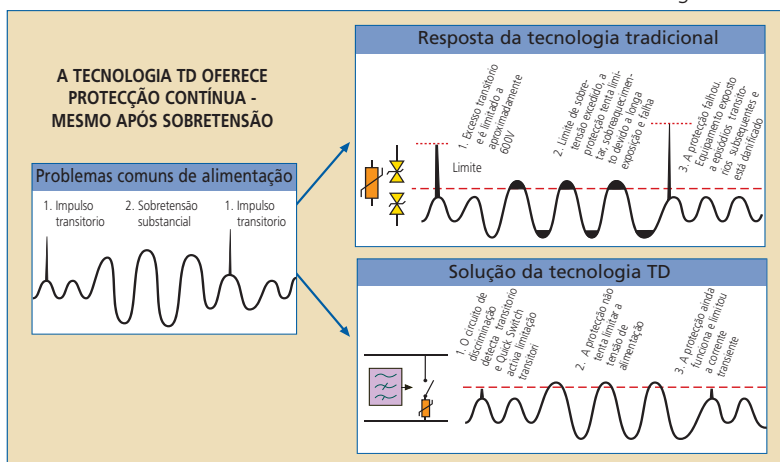 A TECNOLOGIA TD OFERECE
PROTECÇÃO CONTÍNUA -
MESMO APÓS SOBRETENSÃO
Problemas comuns de alimentação
1. Impulso
transitorio
2. Sobretensão
substancial
1. Impulso
transitorio
Resposta da tecnologia tradicional
1. Excesso transitorio
e é limitado a
aproximadamente
600V
Limite
2. Limite de sobre-
tensão excedido, a
protecção tenta limi-
tar, sobreaquecimen-
to devido a longa
exposição e falha
3. A protecção falhou.
Equipamento exposto
a episódios transito-
rios subsequentes e
está danificado
Solução da tecnologia TD
1. O circuito de
discriminação
detecta transitorio
e Quick Switch
activa limitação
transitori
2. A protecção não
tenta limitar a
tensão de
alimentação
3. A protecção ainda
funciona e limitou
a corrente
transiente